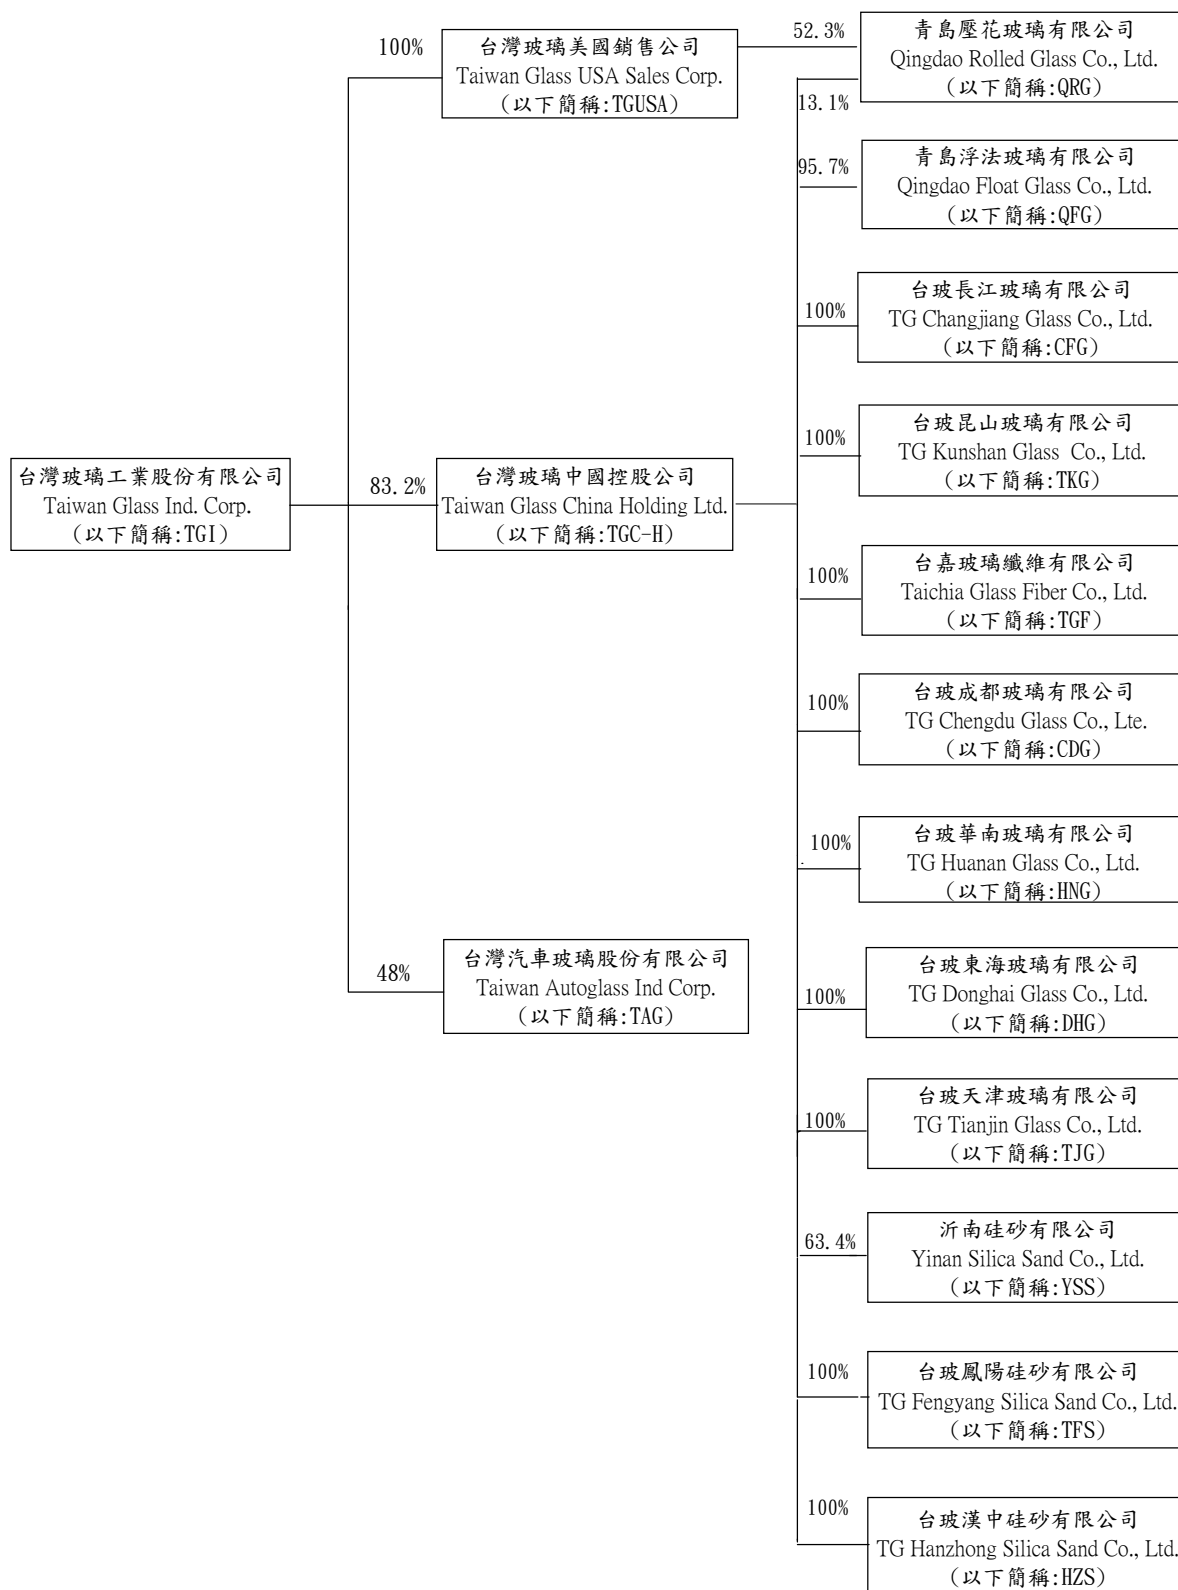 100%
台灣玻璃美國銷售公司
Taiwan Glass USA Sales Corp.
(以下簡稱:TGUSA)
52.3%
青島壓花玻璃有限公司
Qingdao Rolled Glass Co., Ltd.
(以下簡稱:QRG)
13.1%
95.7%
青島浮法玻璃有限公司
Qingdao Float Glass Co., Ltd.
(以下簡稱:QFG)
100%
台玻長江玻璃有限公司
TG Changjiang Glass Co., Ltd.
(以下簡稱:CFG)
100%
台玻昆山玻璃有限公司
TG Kunshan Glass Co., Ltd.
(以下簡稱:TKG)
台灣玻璃工業股份有限公司
Taiwan Glass Ind. Corp.
(以下簡稱:TGI)
83.2%
台灣玻璃中國控股公司
Taiwan Glass China Holding Ltd.
(以下簡稱:TGC-H)
100%
台嘉玻璃纖維有限公司
Taichia Glass Fiber Co., Ltd.
(以下簡稱:TGF)
100%
台玻成都玻璃有限公司
TG Chengdu Glass Co., Lte.
(以下簡稱:CDG)
100%
台玻華南玻璃有限公司
TG Huanan Glass Co., Ltd.
(以下簡稱:HNG)
48%
台灣汽車玻璃股份有限公司
Taiwan Autoglass Ind Corp.
(以下簡稱:TAG)
100%
台玻東海玻璃有限公司
TG Donghai Glass Co., Ltd.
(以下簡稱:DHG)
100%
台玻天津玻璃有限公司
TG Tianjin Glass Co., Ltd.
(以下簡稱:TJG)
63.4%
沂南硅砂有限公司
Yinan Silica Sand Co., Ltd.
(以下簡稱:YSS)
100%
台玻鳳陽硅砂有限公司
TG Fengyang Silica Sand Co., Ltd.
(以下簡稱:TFS)
100%
台玻漢中硅砂有限公司
TG Hanzhong Silica Sand Co., Ltd.
(以下簡稱:HZS)